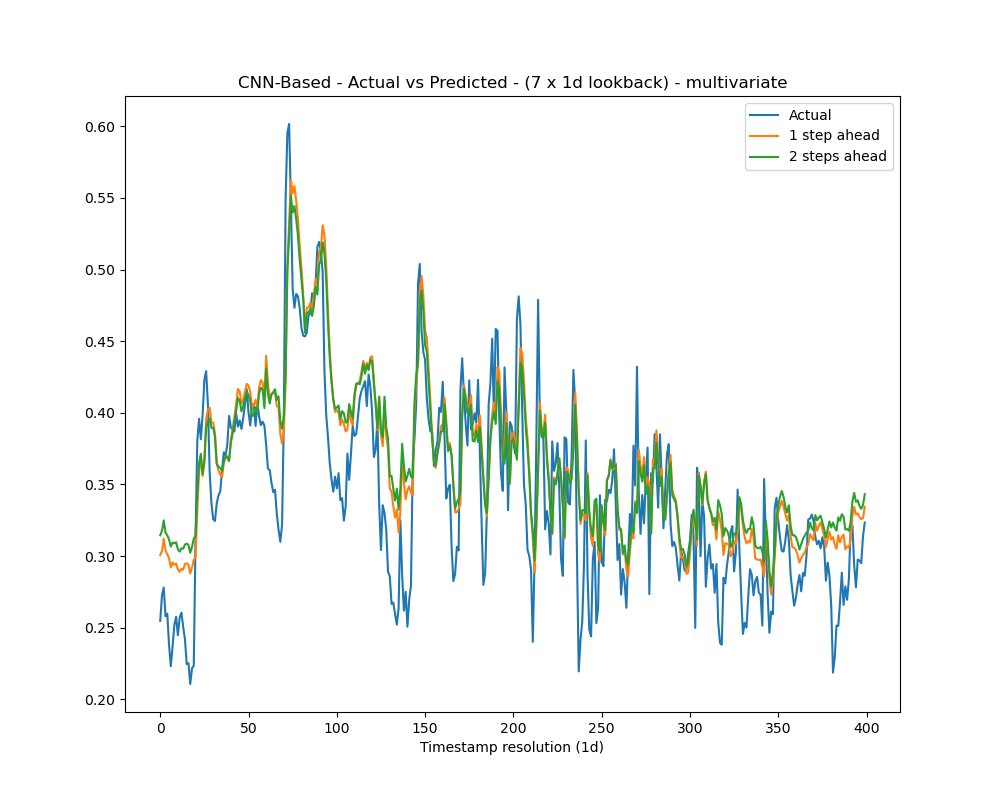 CNN-Based - Actual vs Predicted - (7 x 1d lookback) - multivariate
Actual
1 step ahead
2 steps ahead
0.60
0.55
0.50
0.45
0.40
0.35
0.30
0.25
0.20
0 50 100 150 200 250 300 350 400
Timestamp resolution (1d)